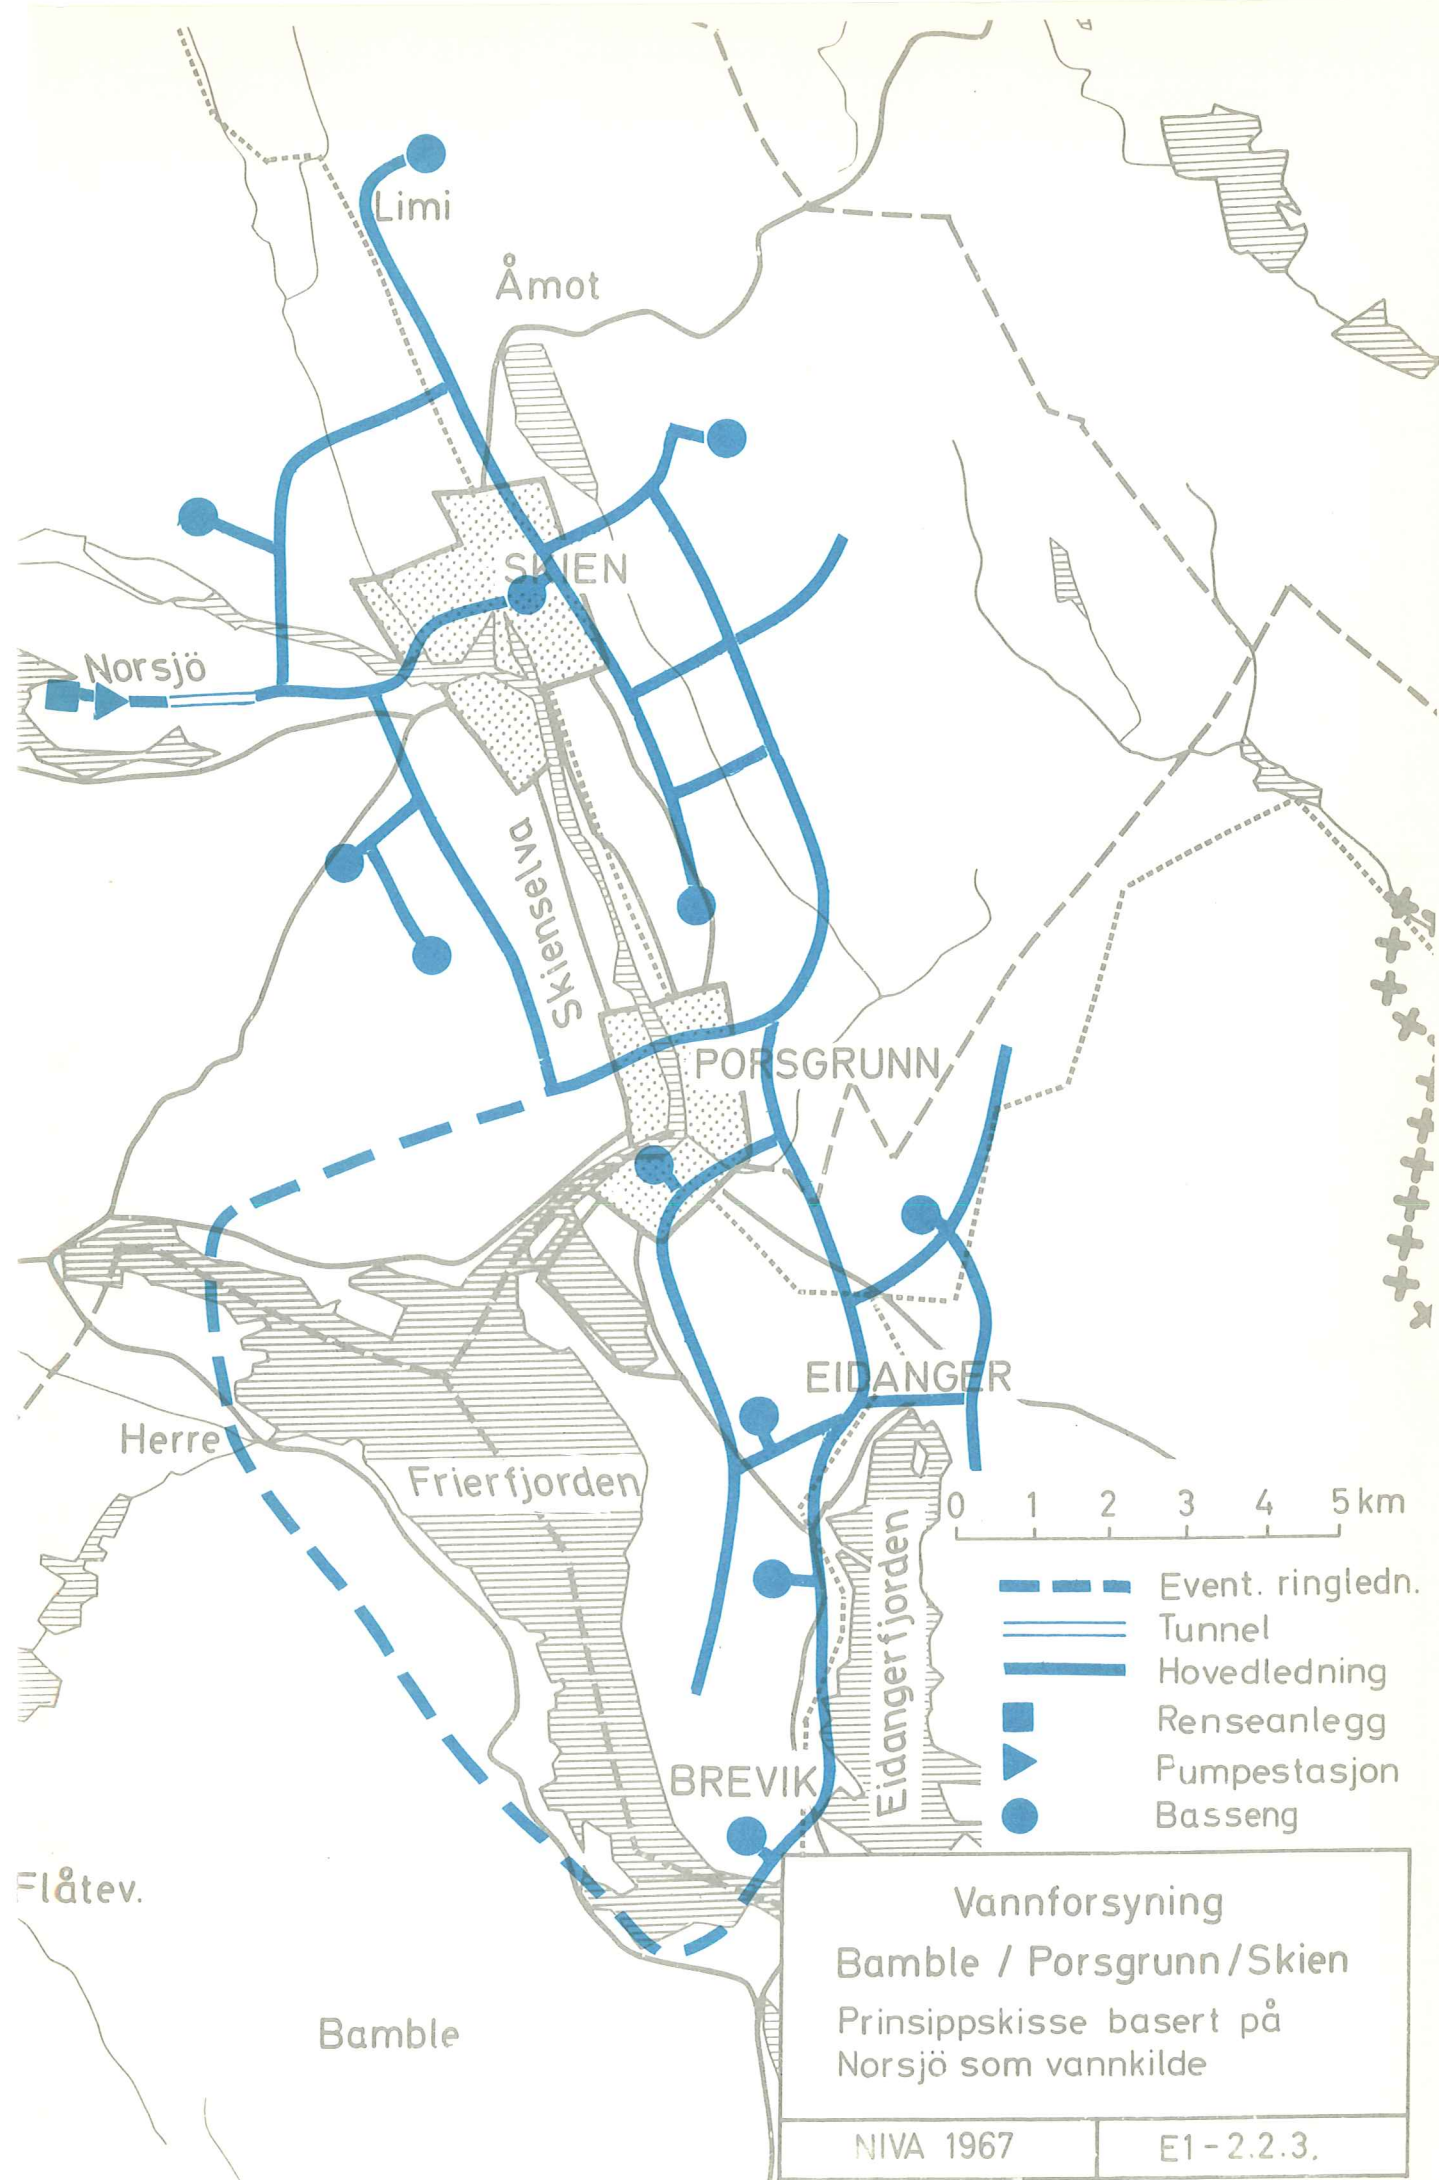 Limi
Åmot
SKIEN
Norsjö
Skienselva
PORSGRUNN
EIDANGER
Herre
Frierfjorden
Eidangerfjorden
0 1 2 3 4 5 km
Event. ringledn.
Tunnel
Hovedledning
Renseanlegg
Pumpestasjon
Basseng
BREVIK
Flåtev.
Bamble
Vannforsyning
Bamble / Porsgrunn/Skien
Prinsippskisse basert på
Norsjö som vannkilde
NIVA 1967
E1-2.2.3.